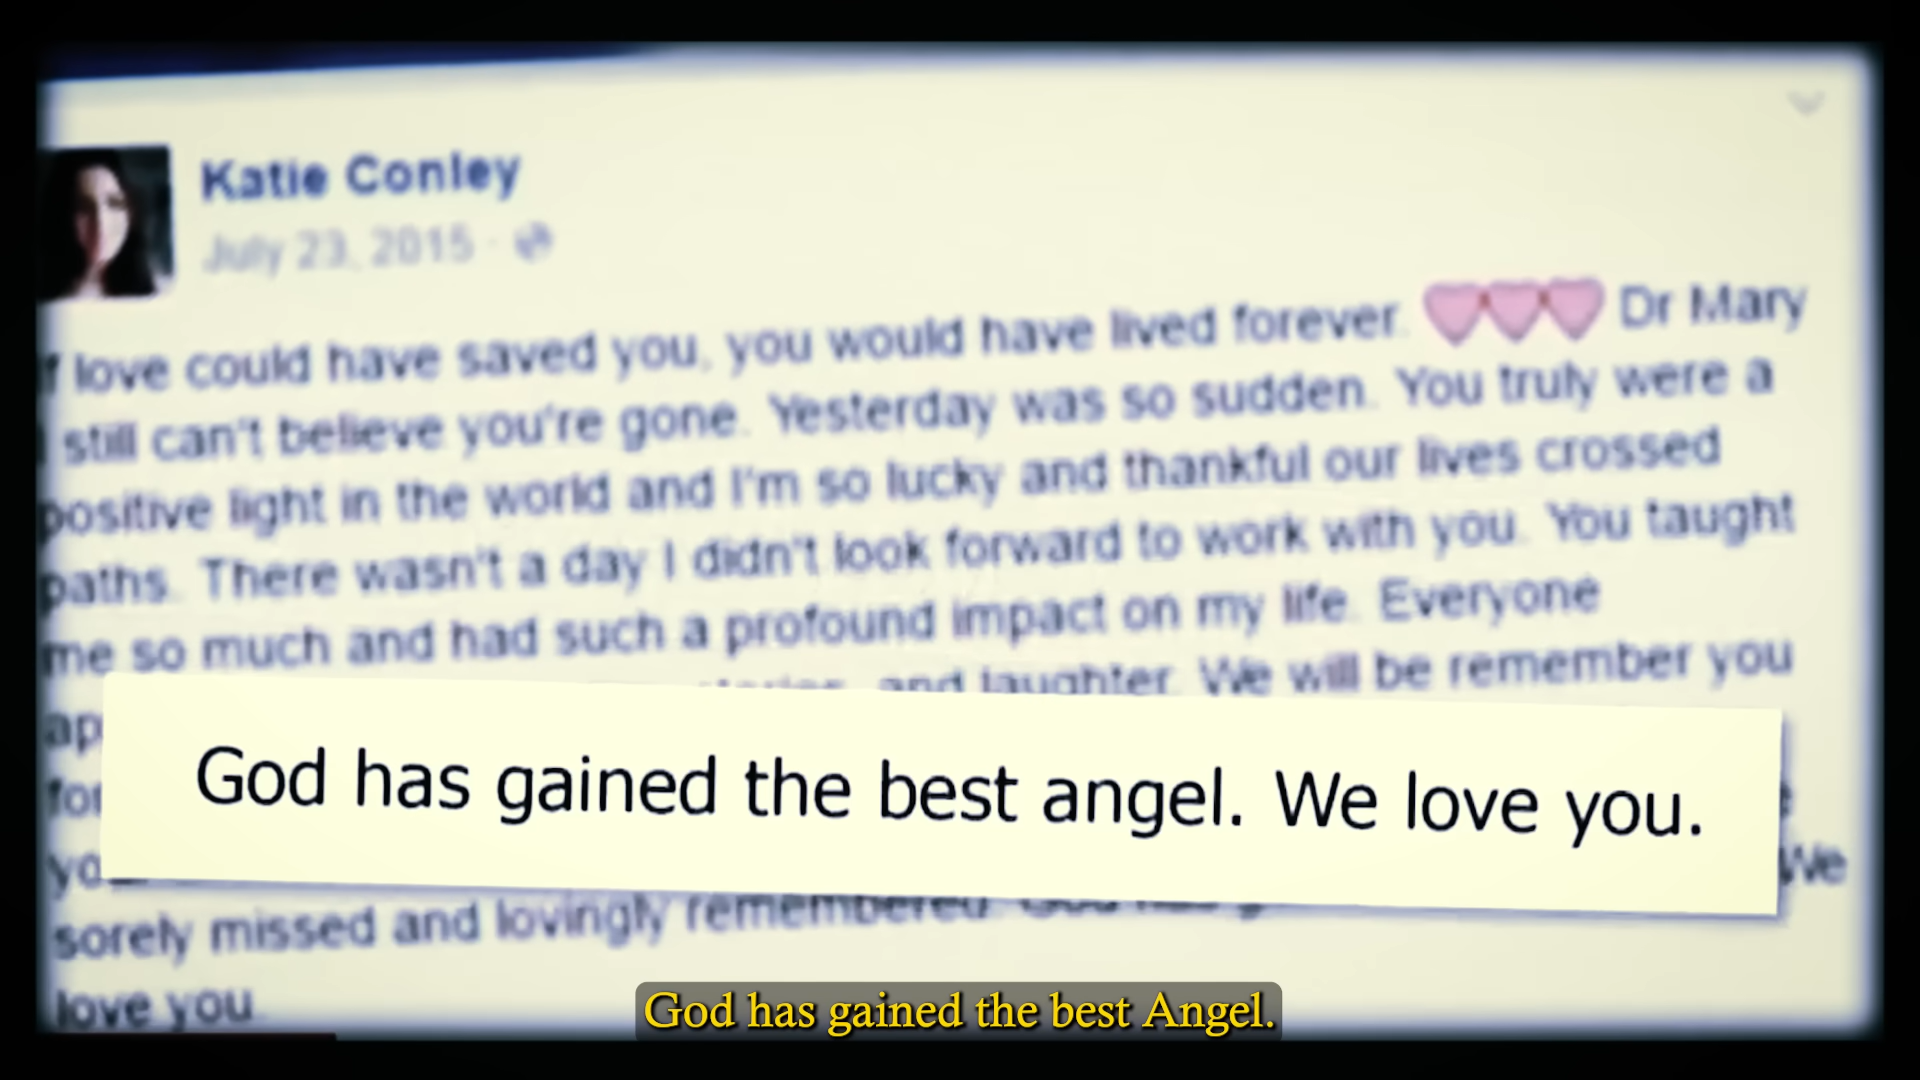 Katie Conley
July 23, 2015
f love could have saved you, you would have lived forever. Dr Mary
I still can't believe you're gone. Yesterday was so sudden. You truly were a
positive light in the world and I'm so lucky and thankful our lives crossed
paths. There wasn't a day I didn't look forward to work with you. You taught
me so much and had such a profound impact on my life. Everyone
and laughter. We will be remember you
God has gained the best angel. We love you.
We
sorely missed and lovingly remembered.
love you
God has gained the best Angel.